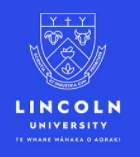 LINCOLN
UNIVERSITY
TE WHARE WĀNAKA O AORAKI